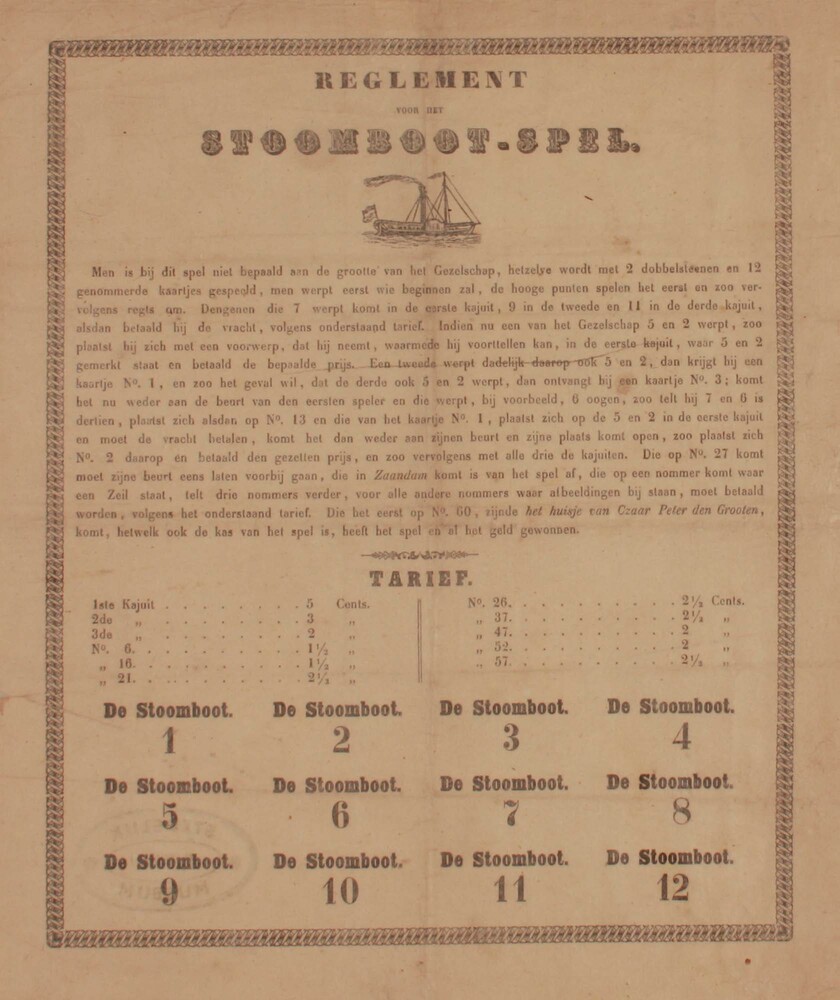 REGLEMENT
VOOR HET
STOOMBOOT-SPEL.
Men is bij dit spel niet bepaald aan de grootte van het Gezelschap, hetzelve wordt met 2 dobbelsteenen en 12
genommerde kaartjes gespeeld, men werpt eerst wie beginnen zal, de hooge punten spelen het eerst en zoo ver-
volgens regts om. Dengenen die 7 werpt komt in de eerste kajuit, 9 in de tweede en 11 in de derde kajuit,
alsdan betaald hij de vracht, volgens onderstaand tarief. Indien nu een van het Gezelschap 5 en 2 werpt, zoo
plaatst hij zich met een voorwerp, dat hij neemt, waarmede hij voorttellen kan, in de eerste kajuit, waar 5 en 2
gemerkt staat en betaald de bepaalde prijs. Een tweede werpt dadelijk daarop ook 5 en 2, dan krijgt hij een
kaartje No. 1, en zoo het geval wil, dat de derde ook 5 en 2 werpt, dan ontvangt hij een kaartje No. 3; komt
het nu weder aan de beurt van den eersten speler en die werpt, bij voorbeeld, 6 oogen, zoo telt hij 7 en 6 is
dertien, plaatst zich alsdan op No. 13 en die van het kaartje No. 1, plaatst zich op de 5 en 2 in de eerste kajuit
en moet de vracht betalen, komt het dan weder aan zijnen beurt en zijne plaats komt open, zoo plaatst zich
No. 2 daarop en betaald den gezetten prijs, en zoo vervolgens met alle drie de kajuiten. Die op No. 27 komt
moet zijne beurt eens laten voorbij gaan, die in Zaandam komt is van het spel af, die op een nommer komt waar
een Zeil staat, telt drie nommers verder, voor alle andere nommers waar afbeeldingen bij staan, moet betaald
worden, volgens het onderstaand tarief. Die het eerst op No. 60, zijnde het huisje van Czaar Peter den Grooten,
komt, hetwelk ook de kas van het spel is, heeft het spel en al het geld gewonnen.
TARIEF.
1ste Kajuit . . . . . . . . . 5 Cents.
2de „ . . . . . . . . . 3 „
3de „ . . . . . . . . . 2 „
No. 6. . . . . . . . . . 1½ „
„ 16. . . . . . . . . . 1½ „
„ 21. . . . . . . . . . 2½ „
No. 26. . . . . . . . . . 2½ Cents.
„ 37. . . . . . . . . . 2½ „
„ 47. . . . . . . . . . 2 „
„ 52. . . . . . . . . . 2 „
„ 57. . . . . . . . . . 2½ „
De Stoomboot. De Stoomboot. De Stoomboot. De Stoomboot.
1 2 3 4
De Stoomboot. De Stoomboot. De Stoomboot. De Stoomboot.
5 6 7 8
De Stoomboot. De Stoomboot. De Stoomboot. De Stoomboot.
9 10 11 12